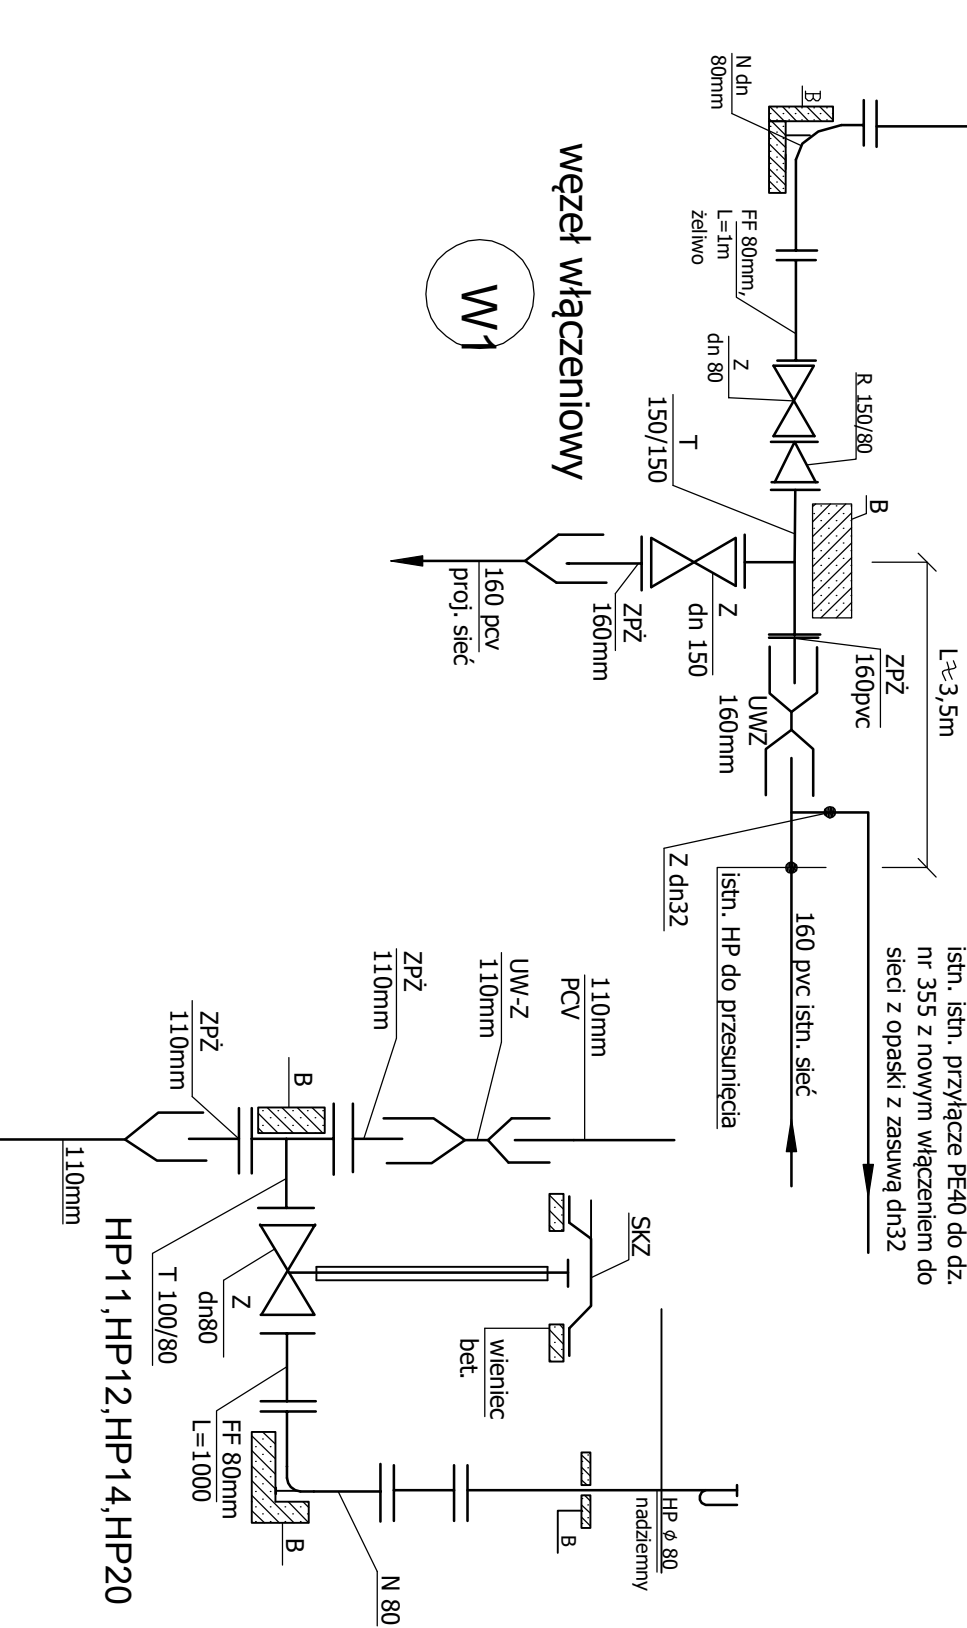 istn. istn. przyłącze PE40 do dz.
nr 355 z nowym włączeniem do
sieci z opaski z zasuwą dn32
L≈3,5m
B
R 150/80
ZPŻ
160pvc
160 pvc istn. sieć
B
N dn
80mm
FF 80mm,
L=1m
żeliwo
Z
dn 80
T
150/150
Z
dn 150
UWZ
160mm
istn. HP do przesunięcia
Z dn32
ZPŻ
160mm
160 pcv
proj. sieć
węzeł włączeniowy
W1
110mm
PCV
UW-Z
110mm
ZPŻ
110mm
SKZ
wieniec
bet.
HP ϕ 80
nadziemny
B
B
ZPŻ
110mm
110mm
N 80
B
Z
dn80
FF 80mm
L=1000
T 100/80
HP11,HP12,HP14,HP20